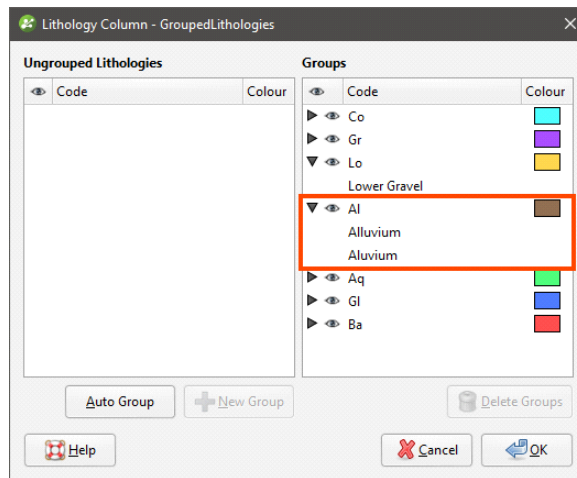 Lithology Column - GroupedLithologies
Ungrouped Lithologies
Code Colour
Groups
Code Colour
Co
Gr
Lo
Lower Gravel
Al
Alluvium
Aluvium
Aq
Gl
Ba
Auto Group
New Group
Delete Groups
Help
Cancel
OK